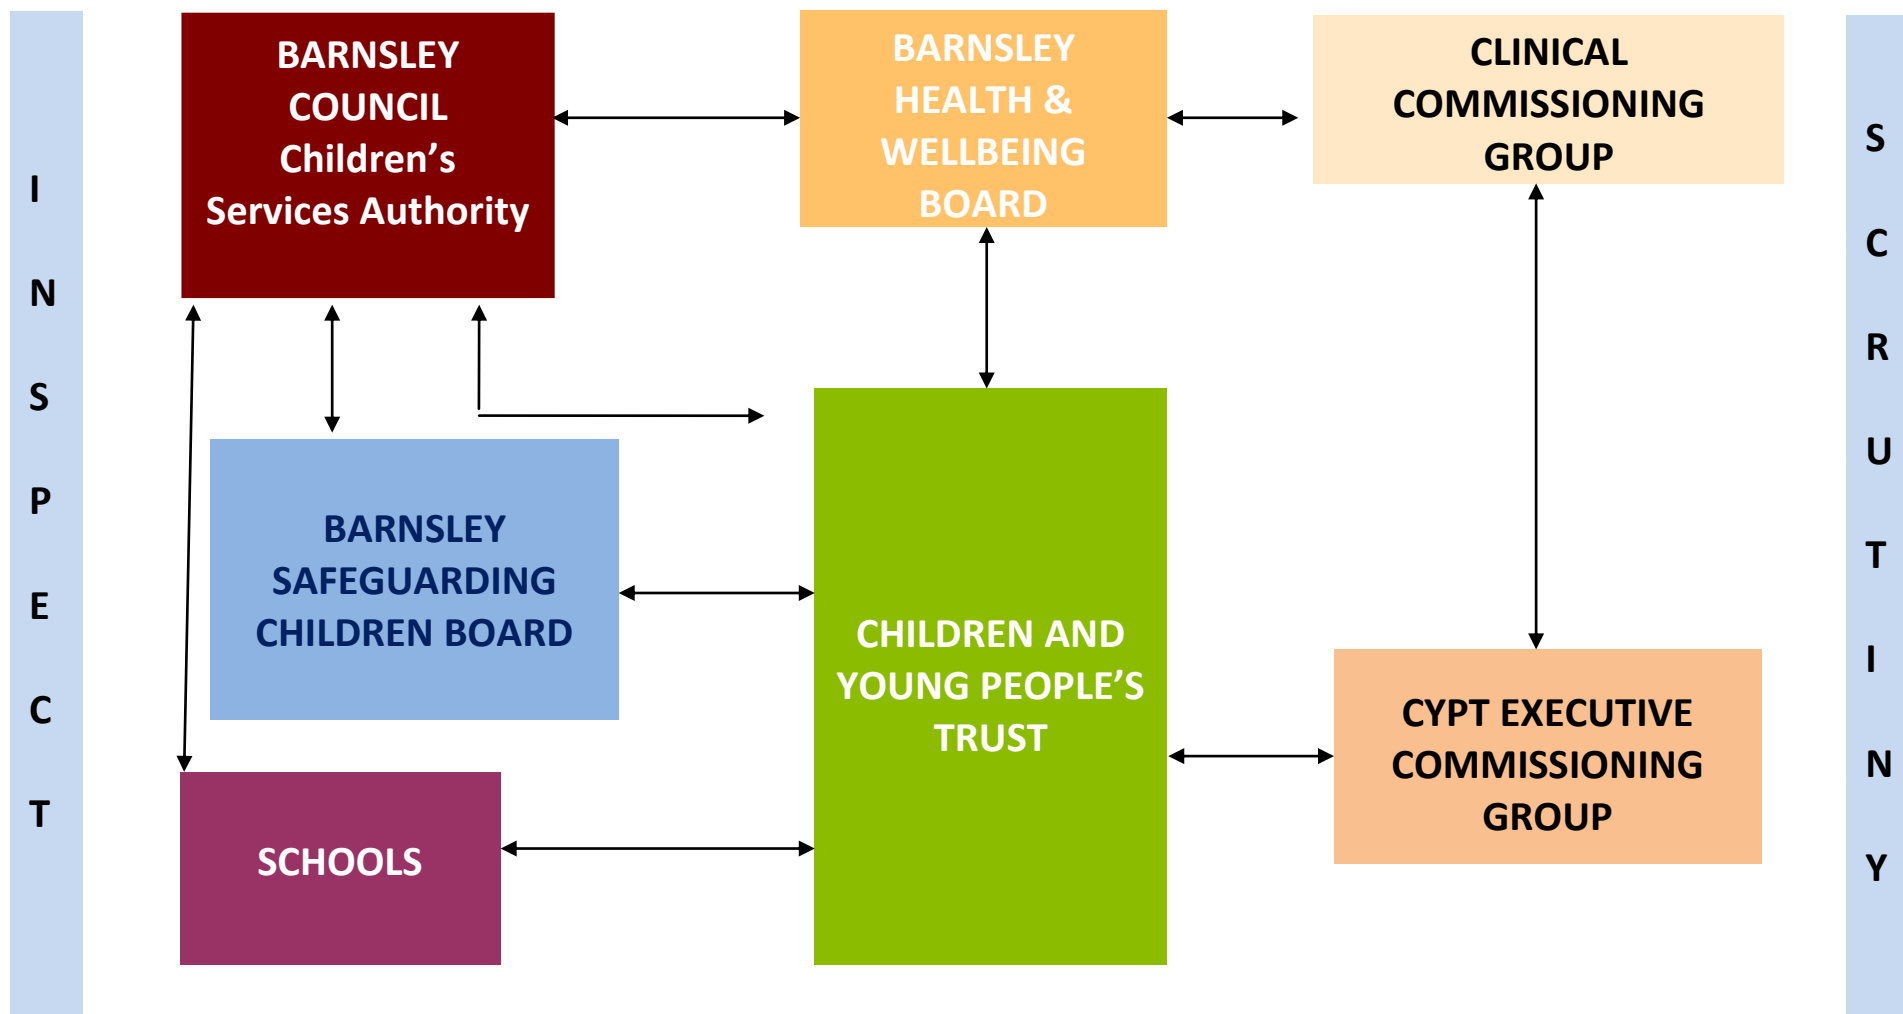 I
N
S
P
E
C
T
BARNSLEY
COUNCIL
Children’s
Services Authority
BARNSLEY
HEALTH &
WELLBEING
BOARD
CLINICAL
COMMISSIONING
GROUP
BARNSLEY
SAFEGUARDING
CHILDREN BOARD
CHILDREN AND
YOUNG PEOPLE’S
TRUST
CYPT EXECUTIVE
COMMISSIONING
GROUP
SCHOOLS
S
C
R
U
T
I
N
Y